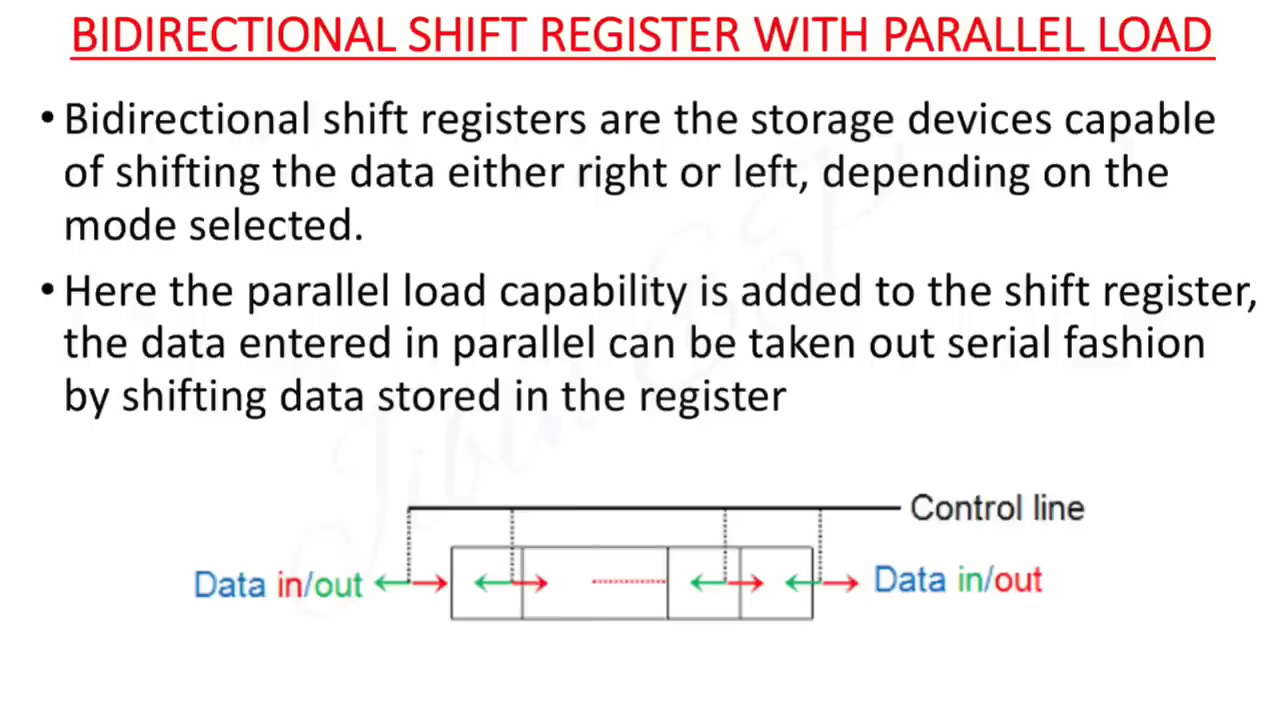 BIDIRECTIONAL SHIFT REGISTER WITH PARALLEL LOAD
• Bidirectional shift registers are the storage devices capable
of shifting the data either right or left, depending on the
mode selected.
• Here the parallel load capability is added to the shift register,
the data entered in parallel can be taken out serial fashion
by shifting data stored in the register
Control line
Data in/out
Data in/out